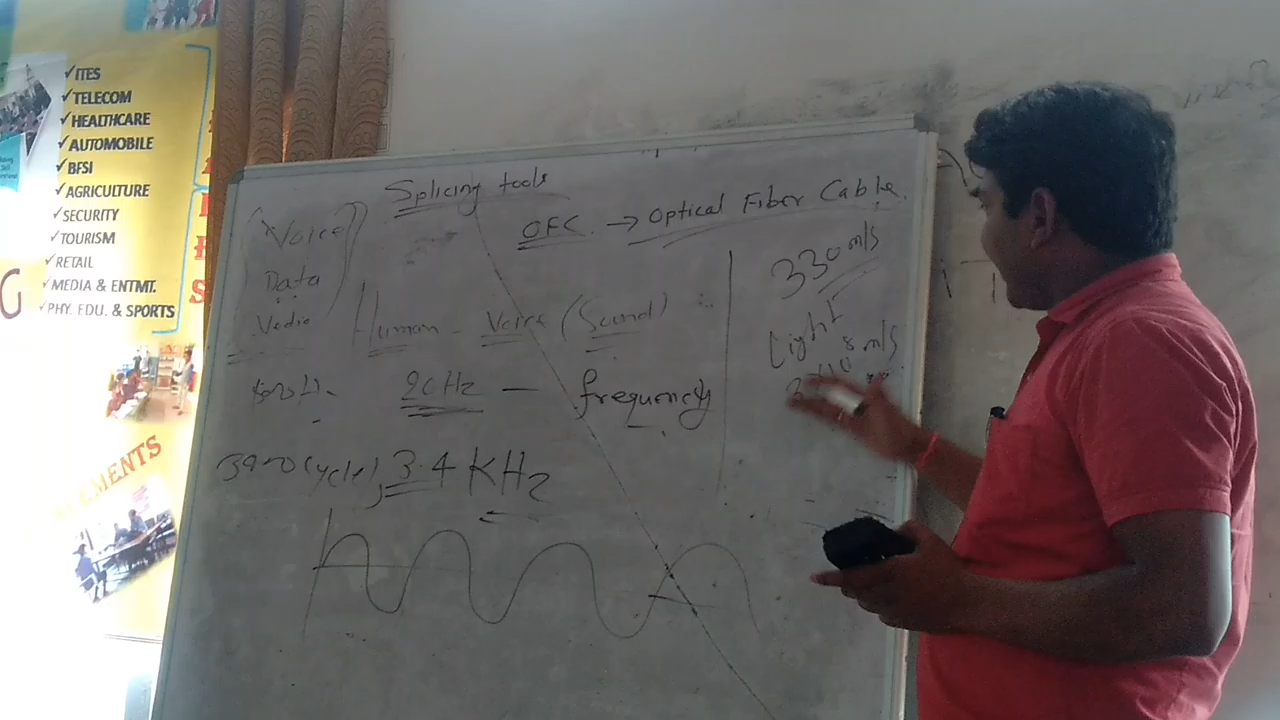 ✓ITES
✓TELECOM
✓HEALTHCARE
✓AUTOMOBILE
✓BFSI
✓AGRICULTURE
✓SECURITY
✓TOURISM
✓RETAIL
✓MEDIA & ENTMT.
✓PHY. EDU. & SPORTS
G
Splicing tools
OFC → Optical Fiber Cable
Voice
Data
Vedio
Human - Voice (Sund)
20Hz — frequency
3.4 KHz
330 m/s
Light
m/s